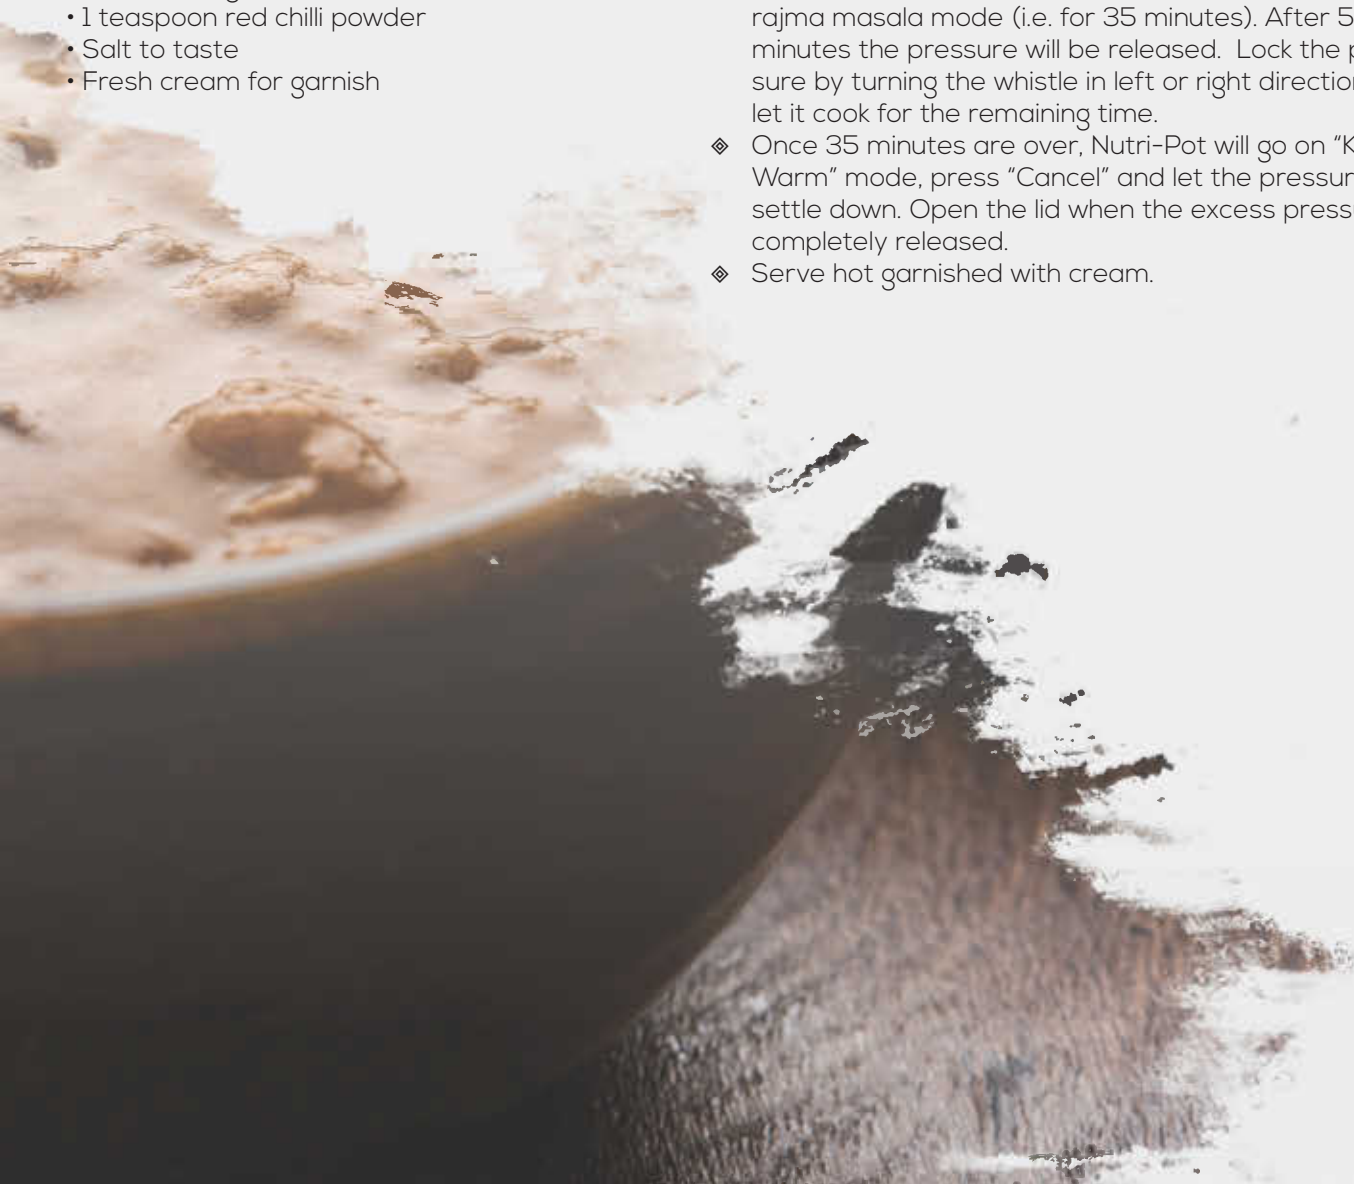 • 1 teaspoon red chilli powder
• Salt to taste
• Fresh cream for garnish
rajma masala mode (i.e. for 35 minutes). After 5
minutes the pressure will be released. Lock the
sure by turning the whistle in left or right
let it cook for the remaining time.
Once 35 minutes are over, Nutri-Pot will go on
Warm” mode, press “Cancel” and let the
settle down. Open the lid when the excess
completely released.
Serve hot garnished with cream.